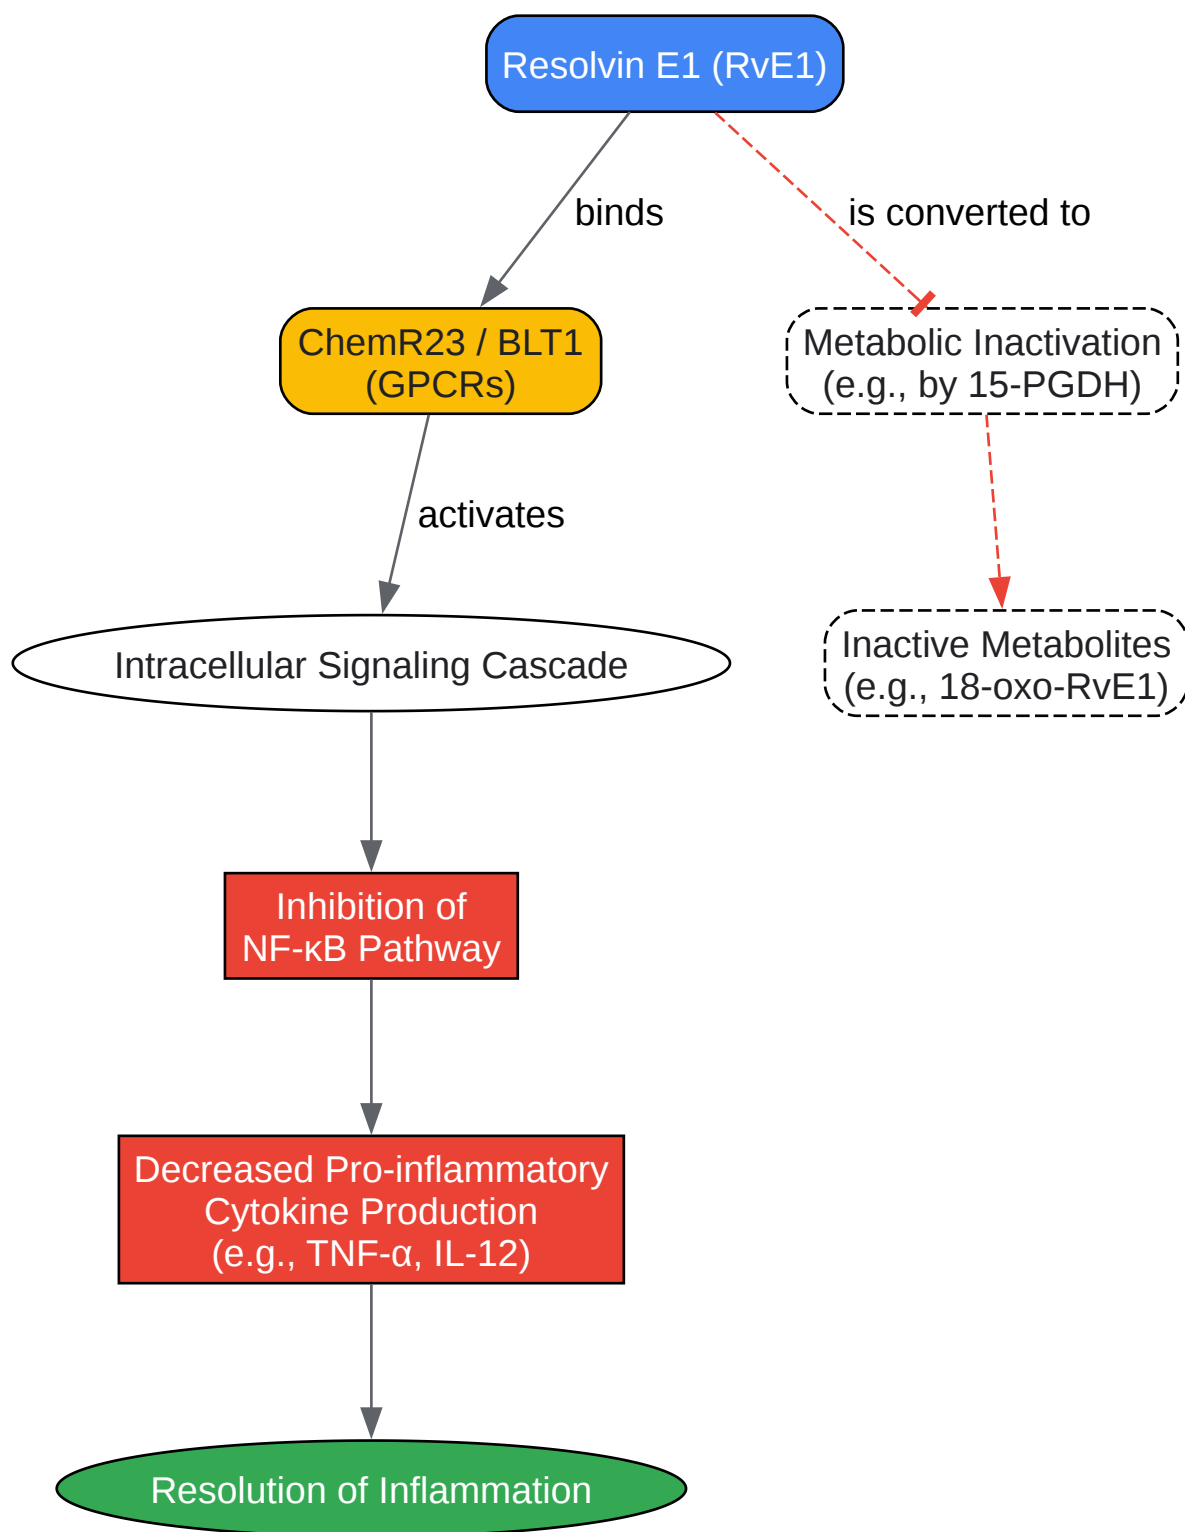 Resolvin E1 (RvE1)
binds
is converted to
ChemR23 / BLT1
(GPCRs)
Metabolic Inactivation
(e.g., by 15-PGDH)
activates
Intracellular Signaling Cascade
Inactive Metabolites
(e.g., 18-oxo-RvE1)
Inhibition of
NF-κB Pathway
Decreased Pro-inflammatory
Cytokine Production
(e.g., TNF-α, IL-12)
Resolution of Inflammation